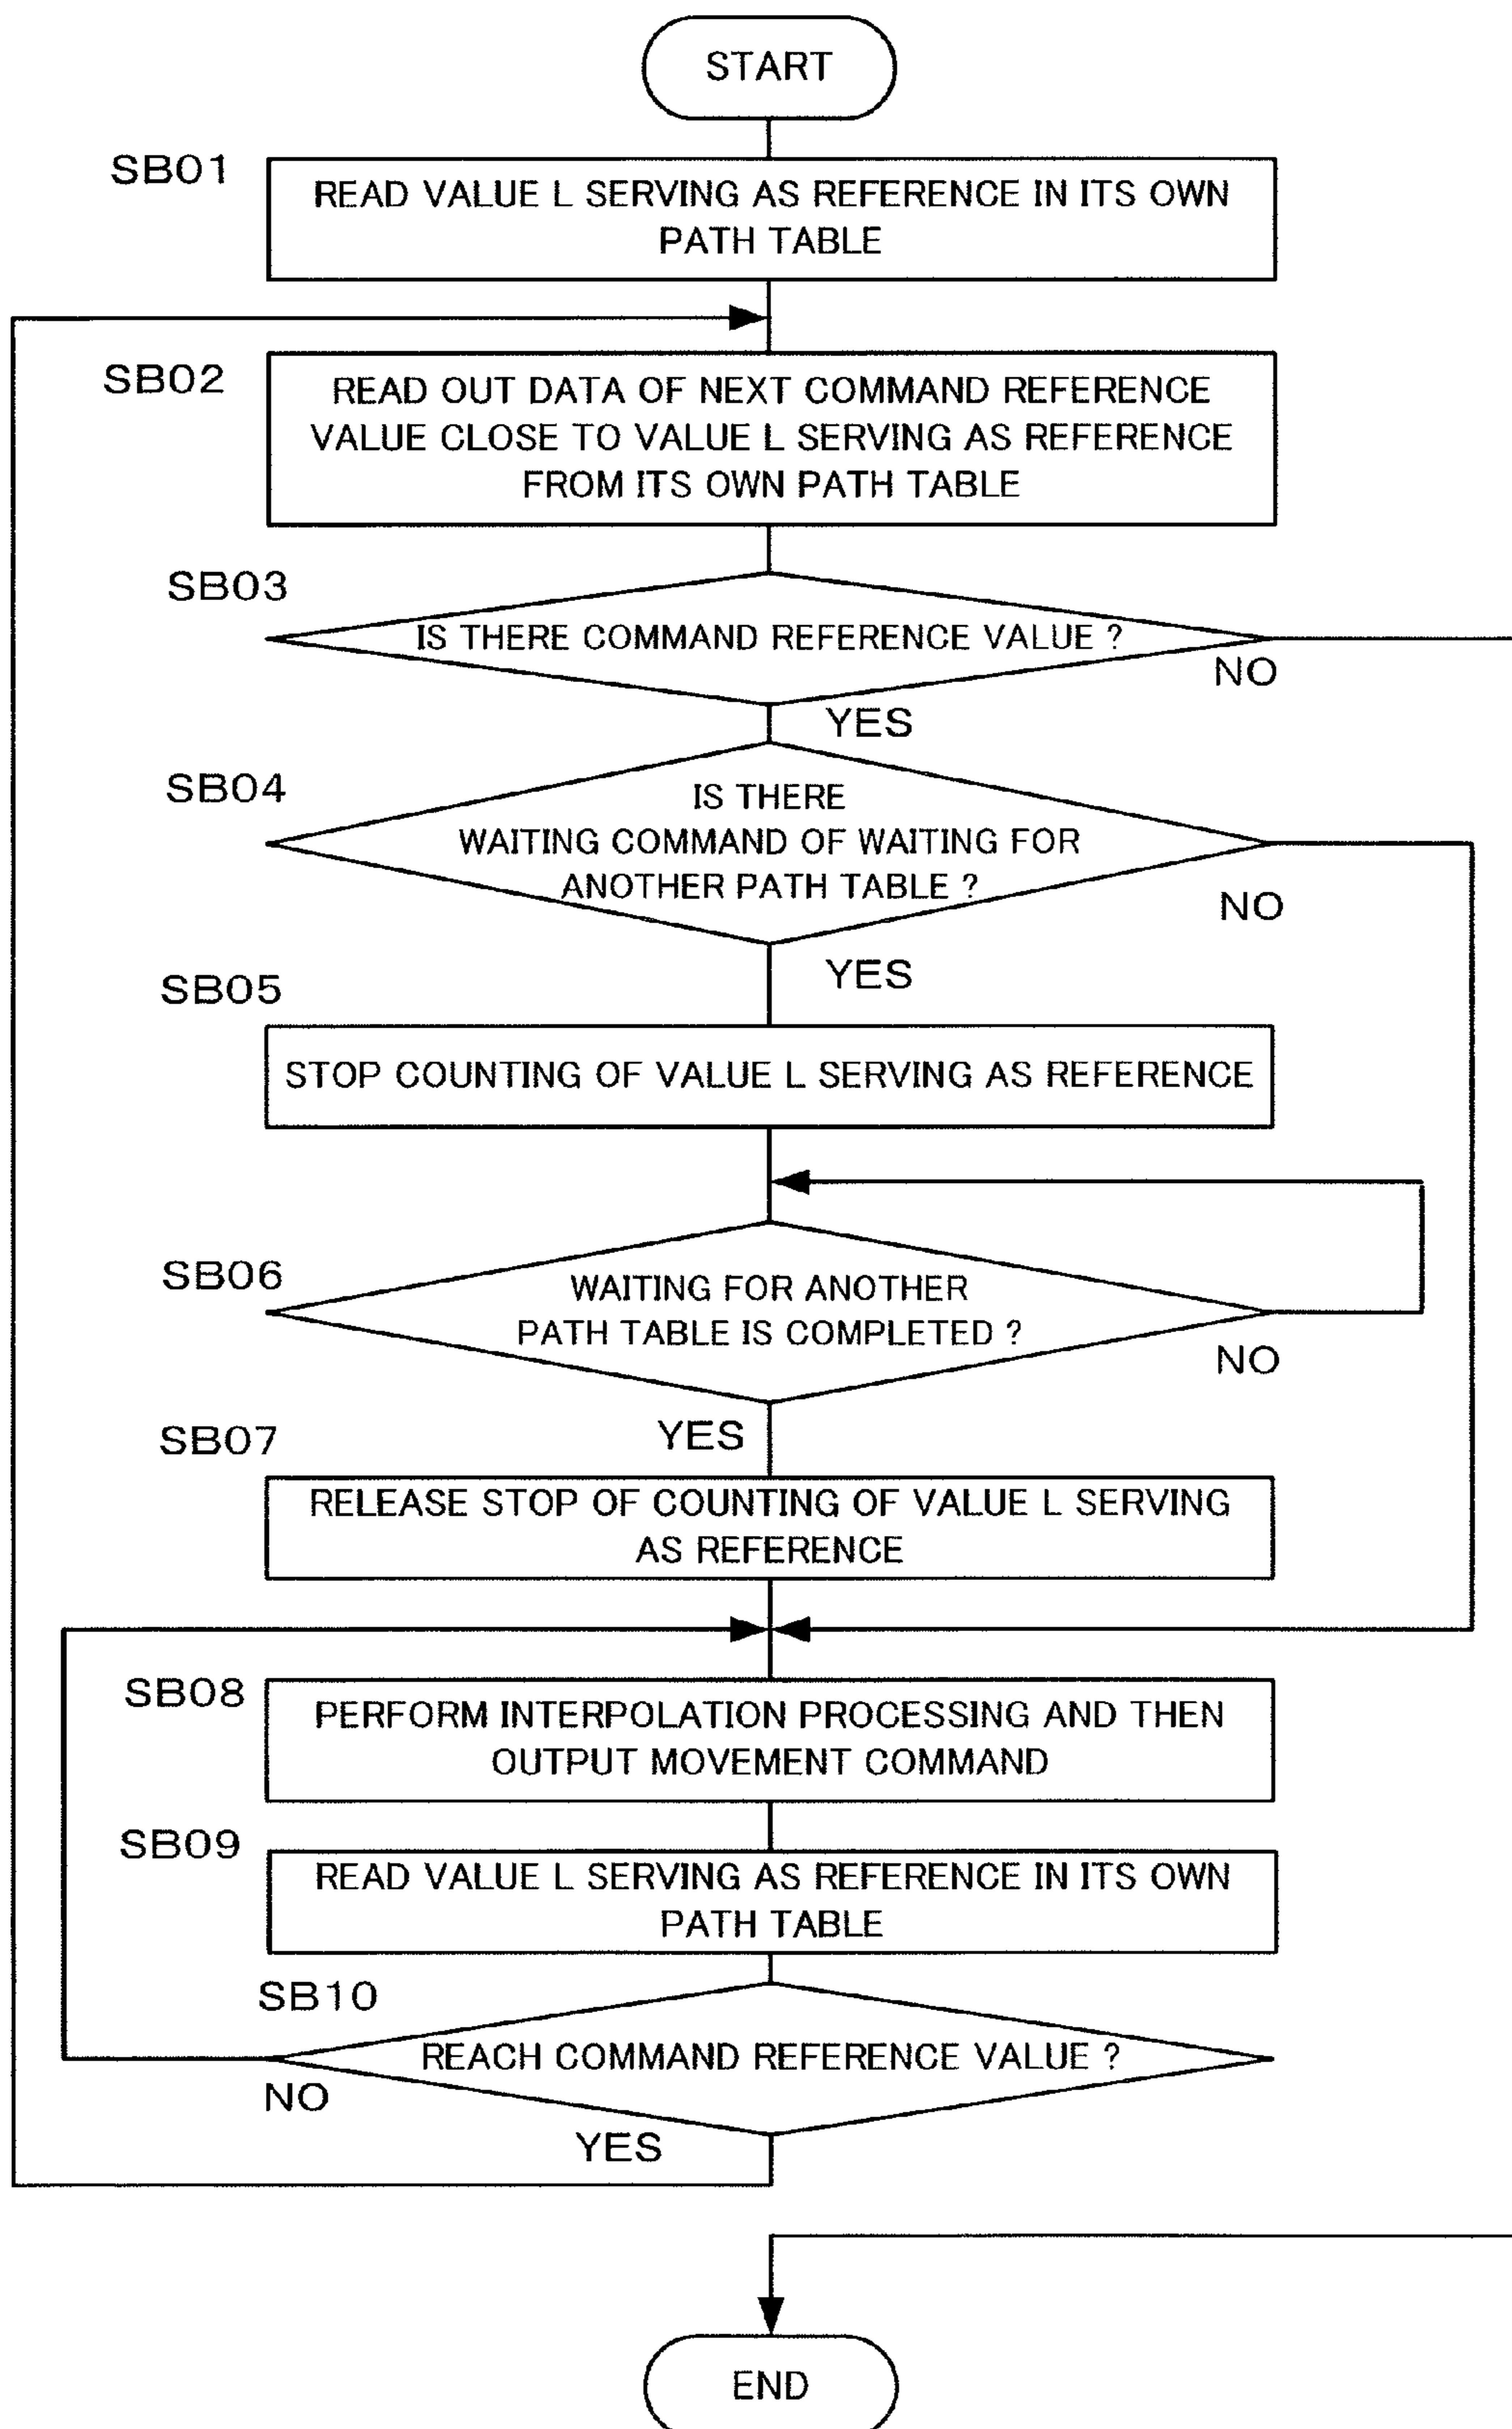 START
SB01
READ VALUE L SERVING AS REFERENCE IN ITS OWN
PATH TABLE
SB02
READ OUT DATA OF NEXT COMMAND REFERENCE
VALUE CLOSE TO VALUE L SERVING AS REFERENCE
FROM ITS OWN PATH TABLE
SB03
IS THERE COMMAND REFERENCE VALUE ?
NO
YES
SB04
IS THERE
WAITING COMMAND OF WAITING FOR
ANOTHER PATH TABLE ?
NO
YES
SB05
STOP COUNTING OF VALUE L SERVING AS REFERENCE
SB06
WAITING FOR ANOTHER
PATH TABLE IS COMPLETED ?
NO
YES
SB07
RELEASE STOP OF COUNTING OF VALUE L SERVING
AS REFERENCE
SB08
PERFORM INTERPOLATION PROCESSING AND THEN
OUTPUT MOVEMENT COMMAND
SB09
READ VALUE L SERVING AS REFERENCE IN ITS OWN
PATH TABLE
SB10
REACH COMMAND REFERENCE VALUE ?
NO
YES
END